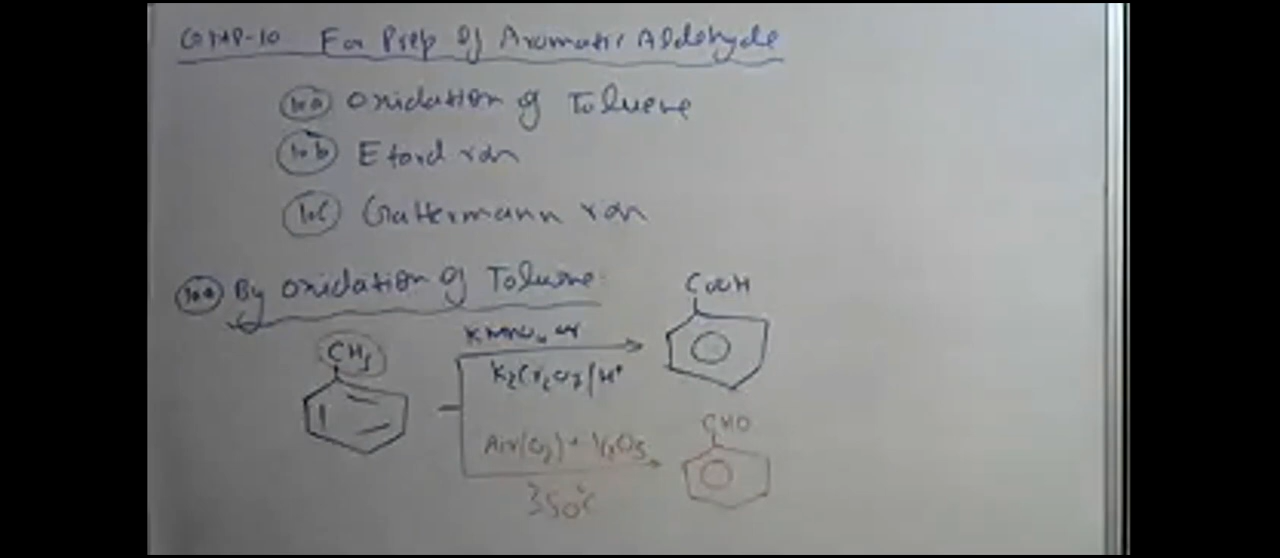 GMP-10 For Prep Of Aromatic Aldehyde
10a Oxidation of Toluene
10b Etard rxn
10c Gattermann rxn
10a By Oxidation of Toluene
COOH
KMnO4 or
CH3
K2Cr2O7/H+
CHO
Air(O2) + V2O5
350°C